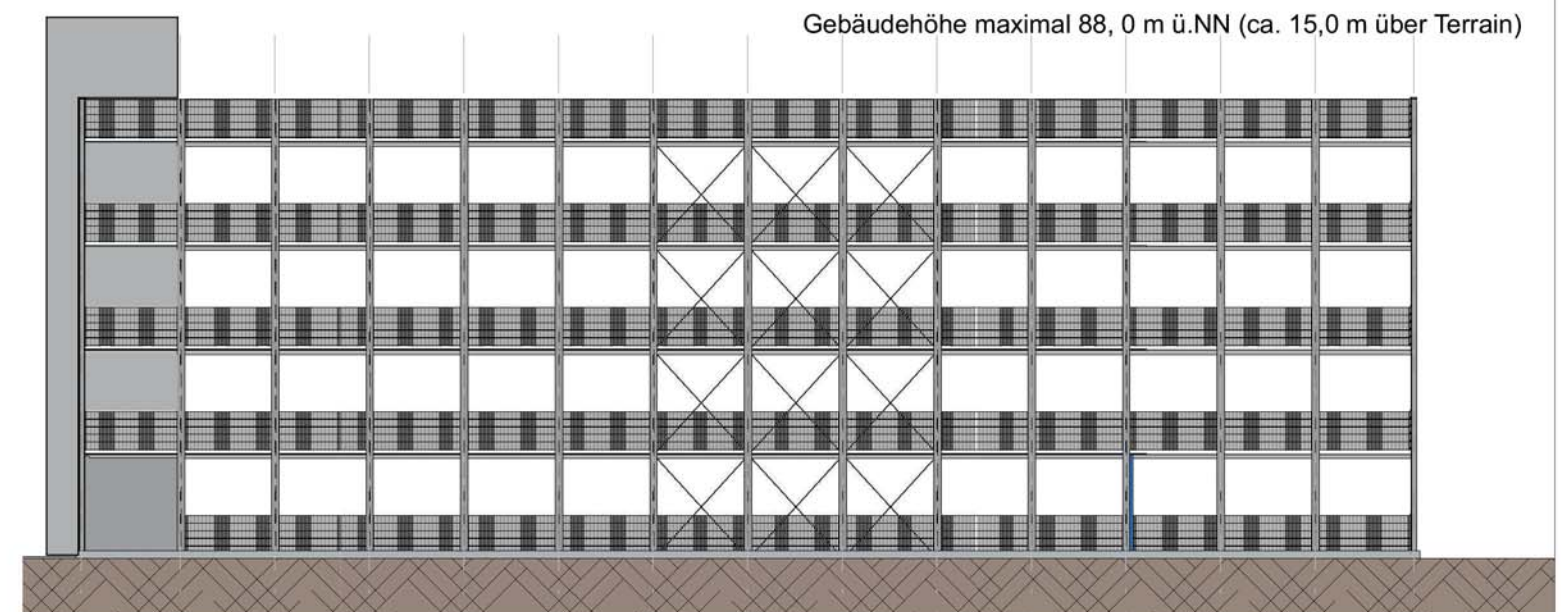 Gebäudehöhe maximal 88, 0 m ü.NN (ca. 15,0 m über Terrain)